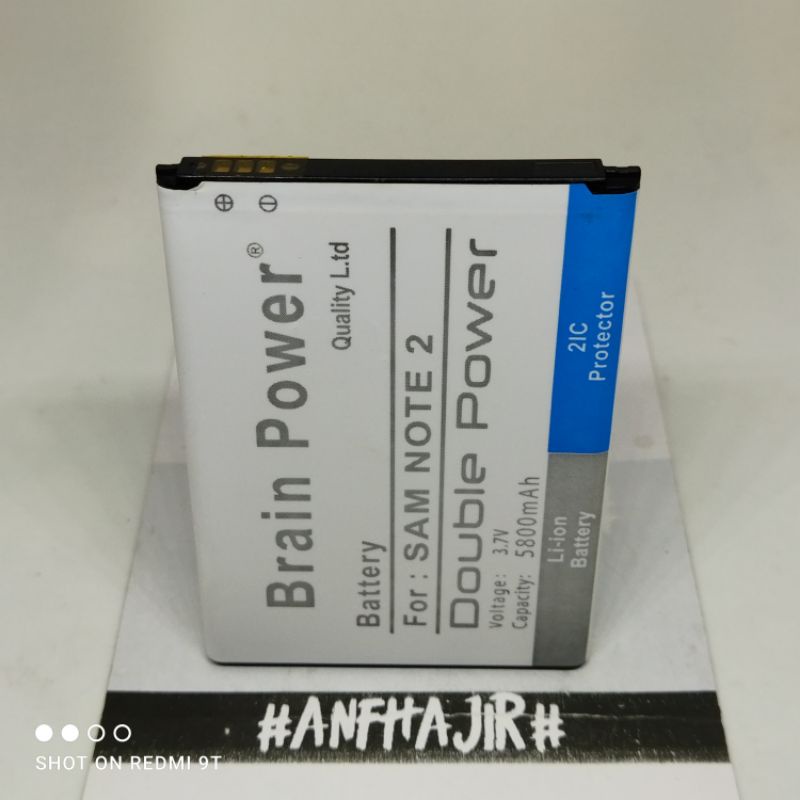 ⊕ ⊖
Brain Power®
Quality L.td
Battery
For : SAM NOTE 2
Double Power
Voltage: 3.7V
Capacity: 5800mAh
2IC
Protector
Li-ion
Battery
#ANFHAJIR#
SHOT ON REDMI 9T